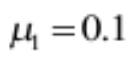 μ₁ = 0.1